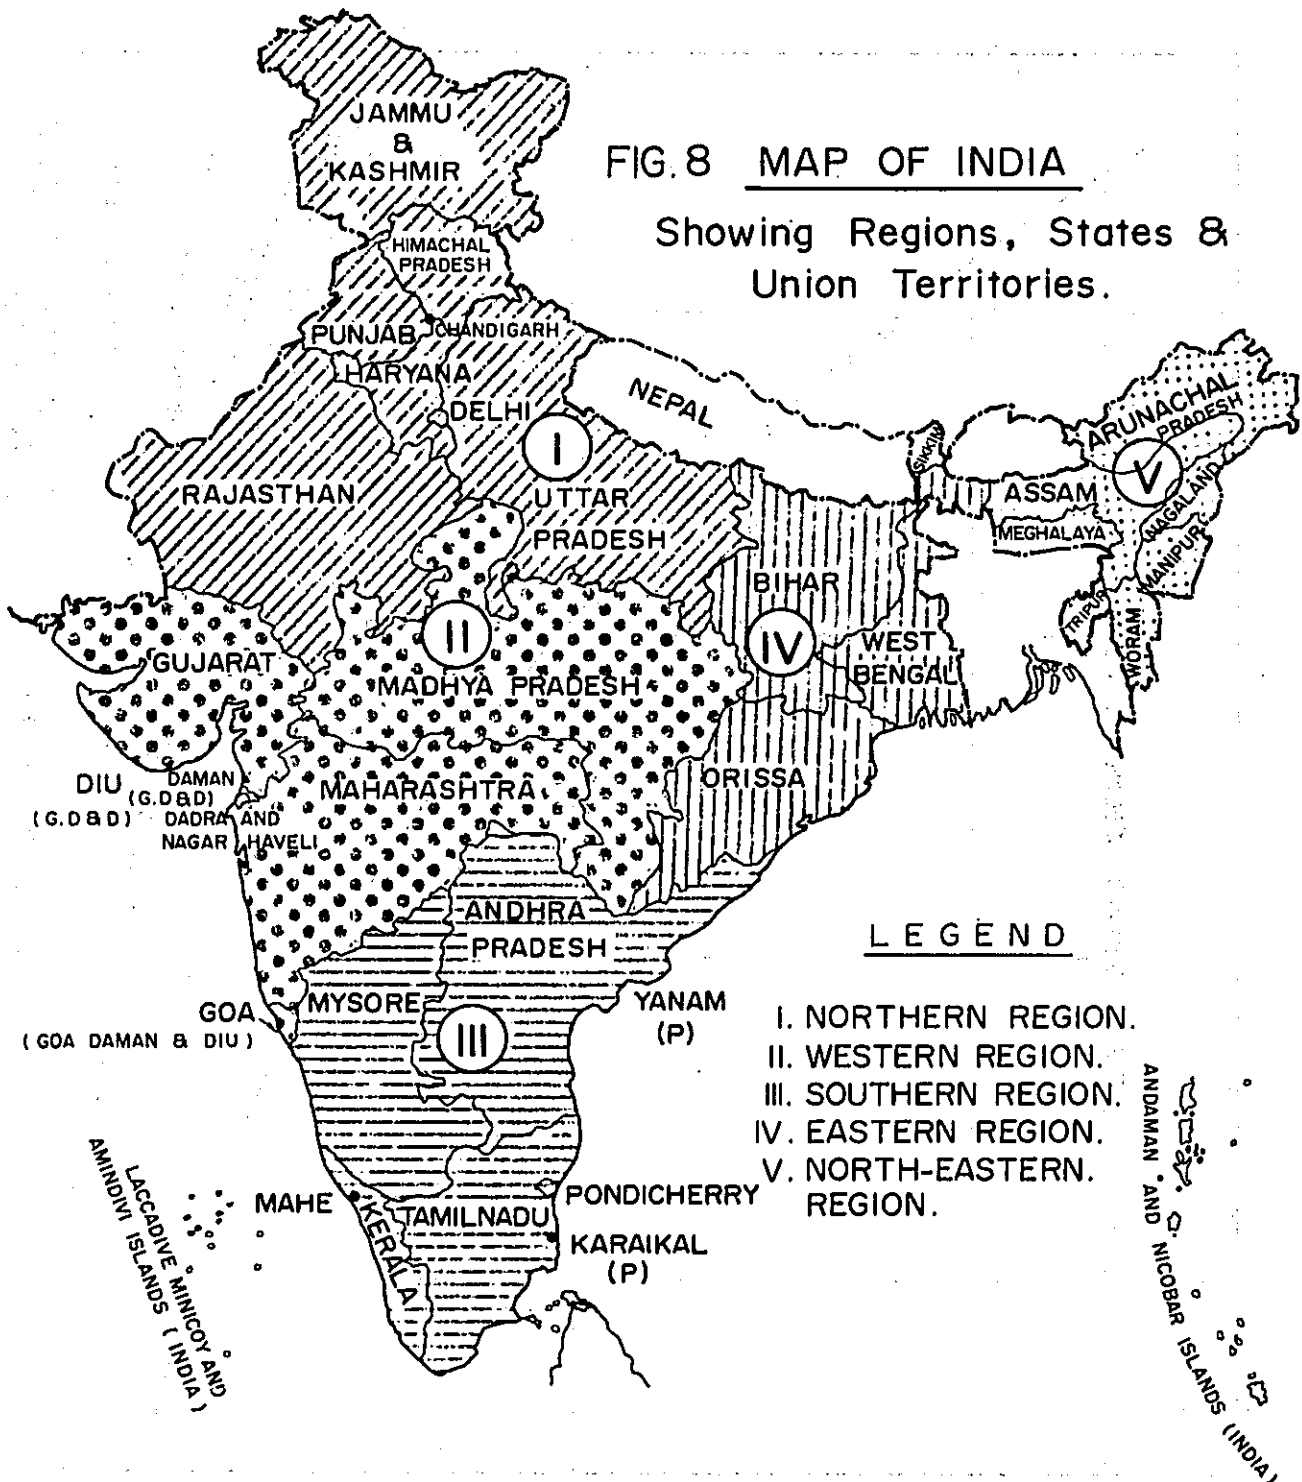 FIG. 8 MAP OF INDIA
Showing Regions, States &
Union Territories.
JAMMU
&
KASHMIR
HIMACHAL
PRADESH
PUNJAB
CHANDIGARH
HARYANA
DELHI
I
NEPAL
SIKKIM
ARUNACHAL
PRADESH
V
RAJASTHAN
UTTAR
PRADESH
ASSAM
NAGALAND
MEGHALAYA
MANIPUR
BIHAR
TRIPUR
WORAM
II
IV
WEST
BENGAL
GUJARAT
MADHYA PRADESH
DIU
(G.D&D)
DAMAN
(G.D&D)
DADRA AND
NAGAR HAVELI
MAHARASHTRA
ORISSA
ANDHRA
PRADESH
LEGEND
GOA
(GOA DAMAN & DIU)
MYSORE
III
YANAM
(P)
I. NORTHERN REGION.
II. WESTERN REGION.
III. SOUTHERN REGION.
IV. EASTERN REGION.
V. NORTH-EASTERN.
REGION.
ANDAMAN AND NICOBAR ISLANDS (INDIA)
LACCADIVE MINICOY AND
AMINDIVI ISLANDS (INDIA)
MAHE
KERALA
TAMILNADU
PONDICHERRY
KARAIKAL
(P)